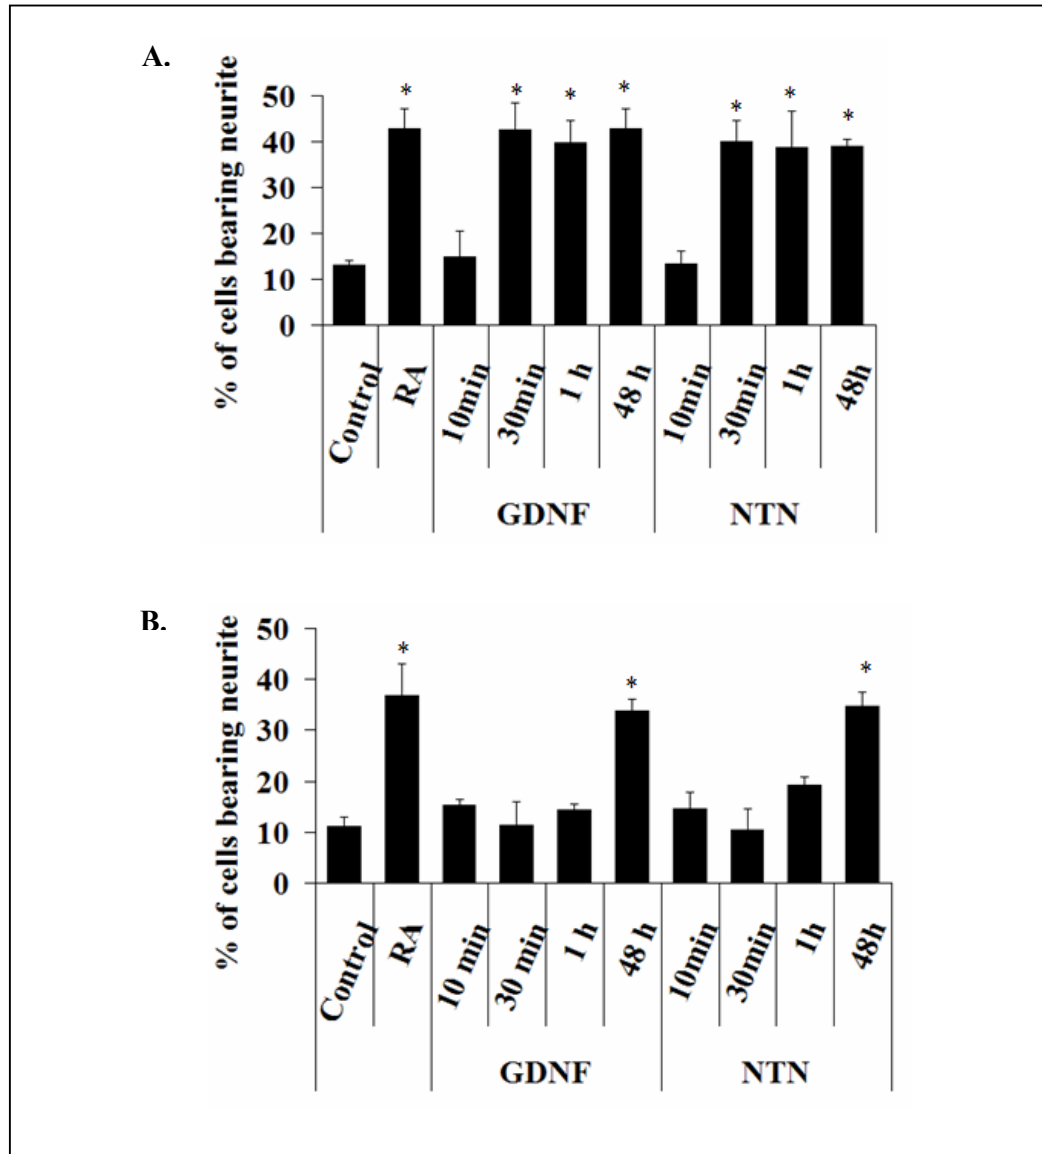 A.
% of cells bearing neurite
50
*
*
*
*
*
*
*
40
30
20
10
0
Control
RA
10min
30min
1 h
48 h
10min
30min
1h
48h
GDNF
NTN
B.
% of cells bearing neurite
50
*
*
*
40
30
20
10
0
Control
RA
10 min
30 min
1 h
48 h
10min
30min
1h
48h
GDNF
NTN